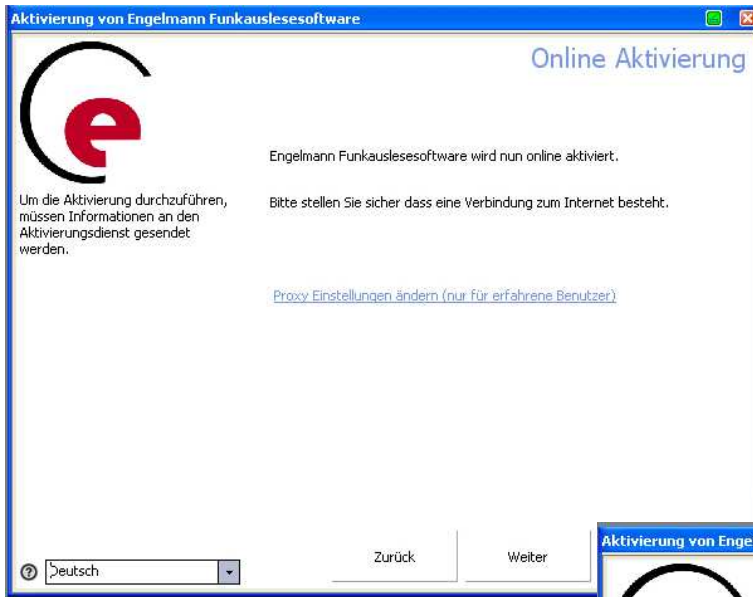 Aktivierung von Engelmann Funkauslesesoftware
Online Aktivierung
e
Um die Aktivierung durchzuführen,
müssen Informationen an den
Aktivierungsdienst gesendet
werden.
Engelmann Funkauslesesoftware wird nun online aktiviert.
Bitte stellen Sie sicher dass eine Verbindung zum Internet besteht.
Proxy Einstellungen ändern (nur für erfahrene Benutzer)
? Deutsch
Zurück
Weiter
Aktivierung von Enge